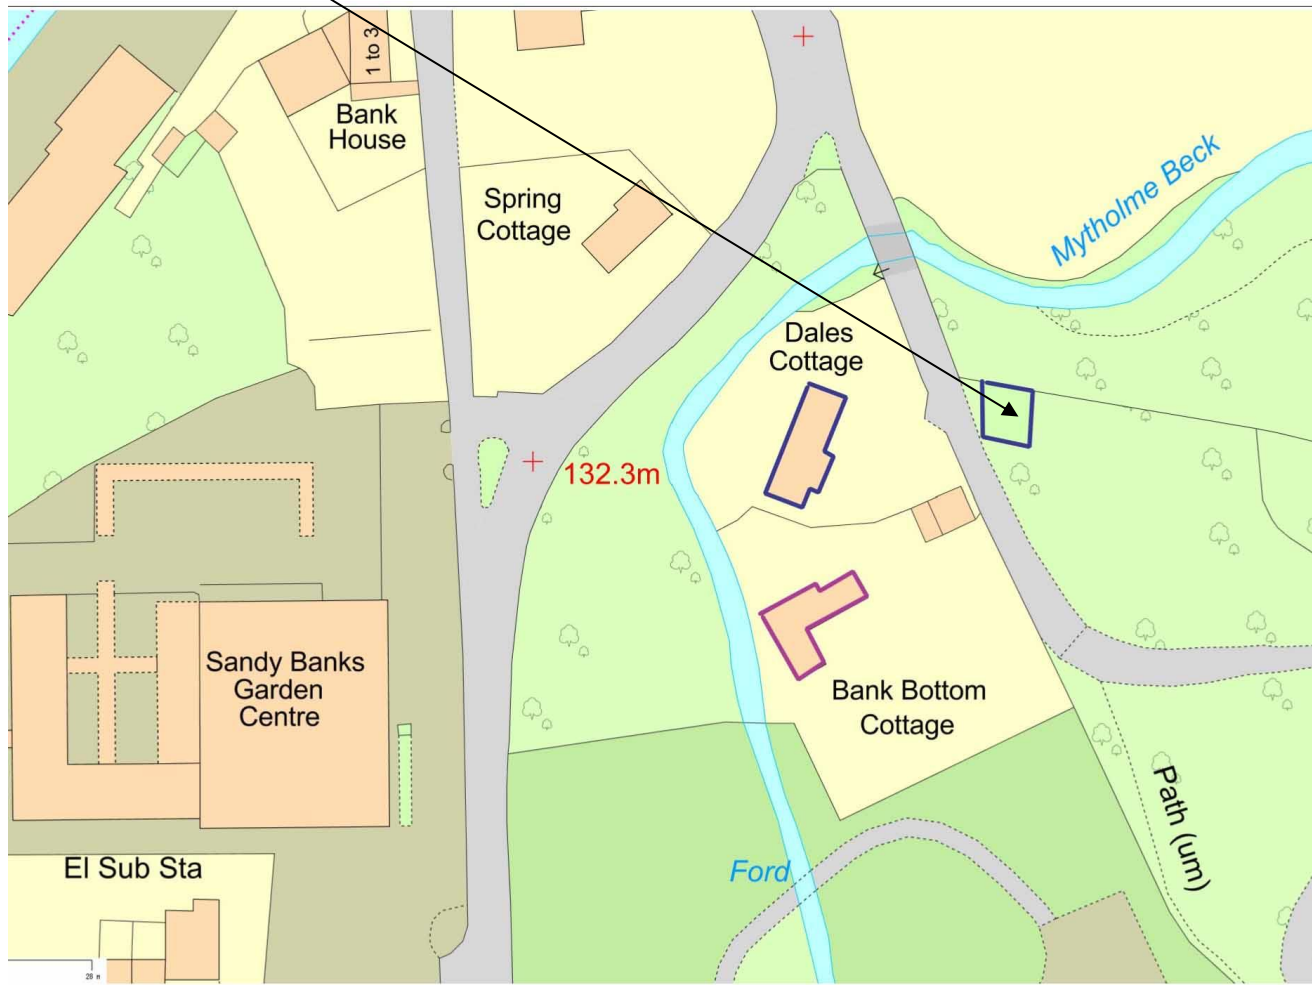 1 to 3
Bank
House
Spring
Cottage
Mytholme Beck
Dales
Cottage
132.3m
Sandy Banks
Garden
Centre
Bank Bottom
Cottage
Path (um)
El Sub Sta
Ford
28 m